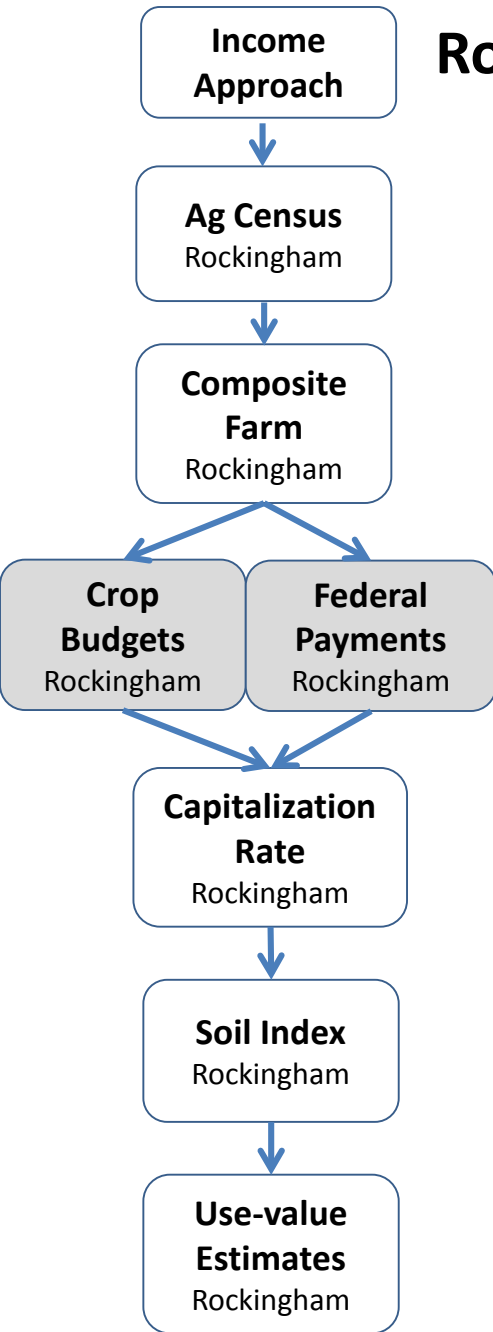 Income
Approach
Ro
Ag Census
Rockingham
Composite
Farm
Rockingham
Crop
Budgets
Rockingham
Federal
Payments
Rockingham
Capitalization
Rate
Rockingham
Soil Index
Rockingham
Use-value
Estimates
Rockingham